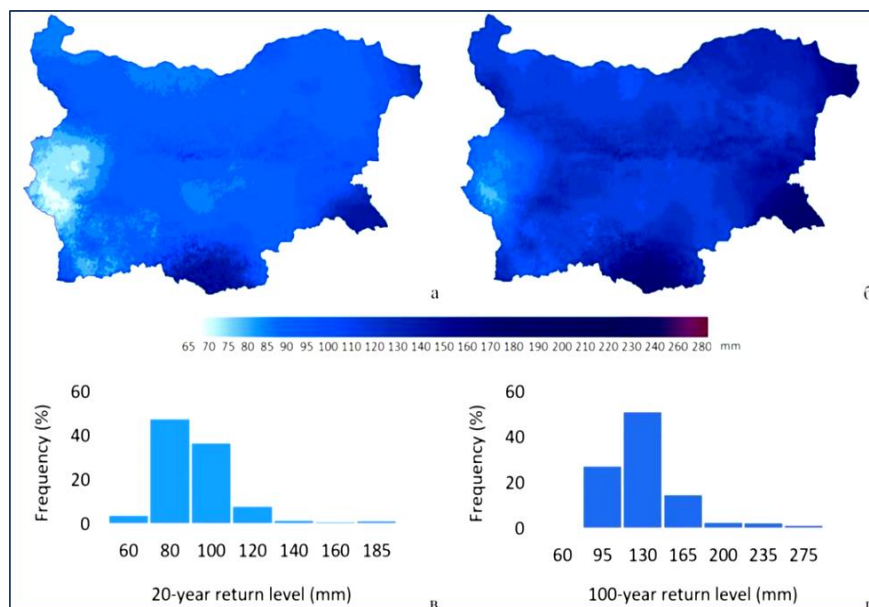 а
б
65 70 75 80 85 90 95 100 110 120 130 140 150 160 170 180 190 200 210 220 230 240 260 280 mm
60
40
20
0
Frequency (%)
60 80 100 120 140 160 185
20-year return level (mm)
в
60
40
20
0
Frequency (%)
60 95 130 165 200 235 275
100-year return level (mm)